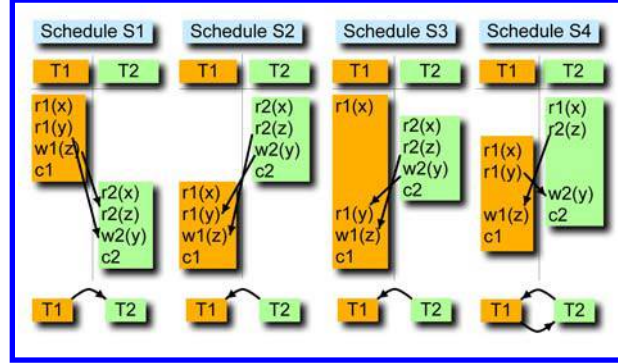 Schedule S1
T1 T2
r1(x)
r1(y)
w1(z)
c1
r2(x)
r2(z)
w2(y)
c2
T1 T2
Schedule S2
T1 T2
r2(x)
r2(z)
w2(y)
c2
r1(x)
r1(y)
w1(z)
c1
T1 T2
Schedule S3
T1 T2
r1(x)
r2(x)
r2(z)
w2(y)
c2
r1(y)
w1(z)
c1
T1 T2
Schedule S4
T1 T2
r1(x)
r2(z)
r1(x)
r1(y)
w2(y)
w1(z)
c2
c1
T1 T2